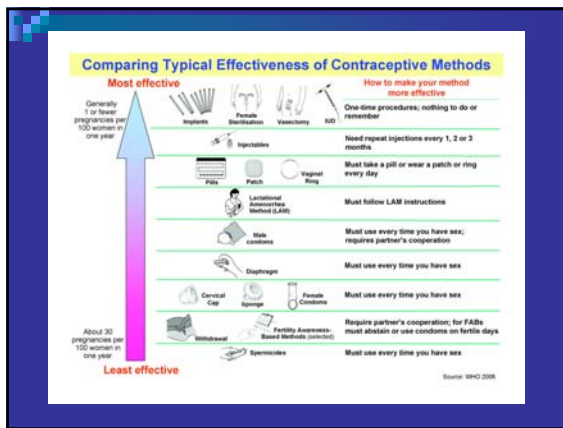 Comparing Typical Effectiveness of Contraceptive Methods
Most effective
How to make your method
more effective
Generally
1 or fewer
pregnancies per
100 women in
one year
Implants
Female
Sterilisation
Vasectomy
IUD
One-time procedures; nothing to do or
remember
Injectables
Need repeat injections every 1, 2 or 3
months
Pills
Patch
Vaginal
Ring
Must take a pill or wear a patch or ring
every day
Lactational
Amenorrhea
Method (LAM)
Must follow LAM instructions
Male
condoms
Must use every time you have sex;
requires partner's cooperation
Diaphragm
Must use every time you have sex
Cervical
Cap
Sponge
Female
Condoms
Must use every time you have sex
About 30
pregnancies per
100 women in
one year
Withdrawal
Fertility Awareness-
Based Methods (selected)
Require partner's cooperation; for FABs
must abstain or use condoms on fertile days
Spermicides
Must use every time you have sex
Least effective
Source: WHO 2006